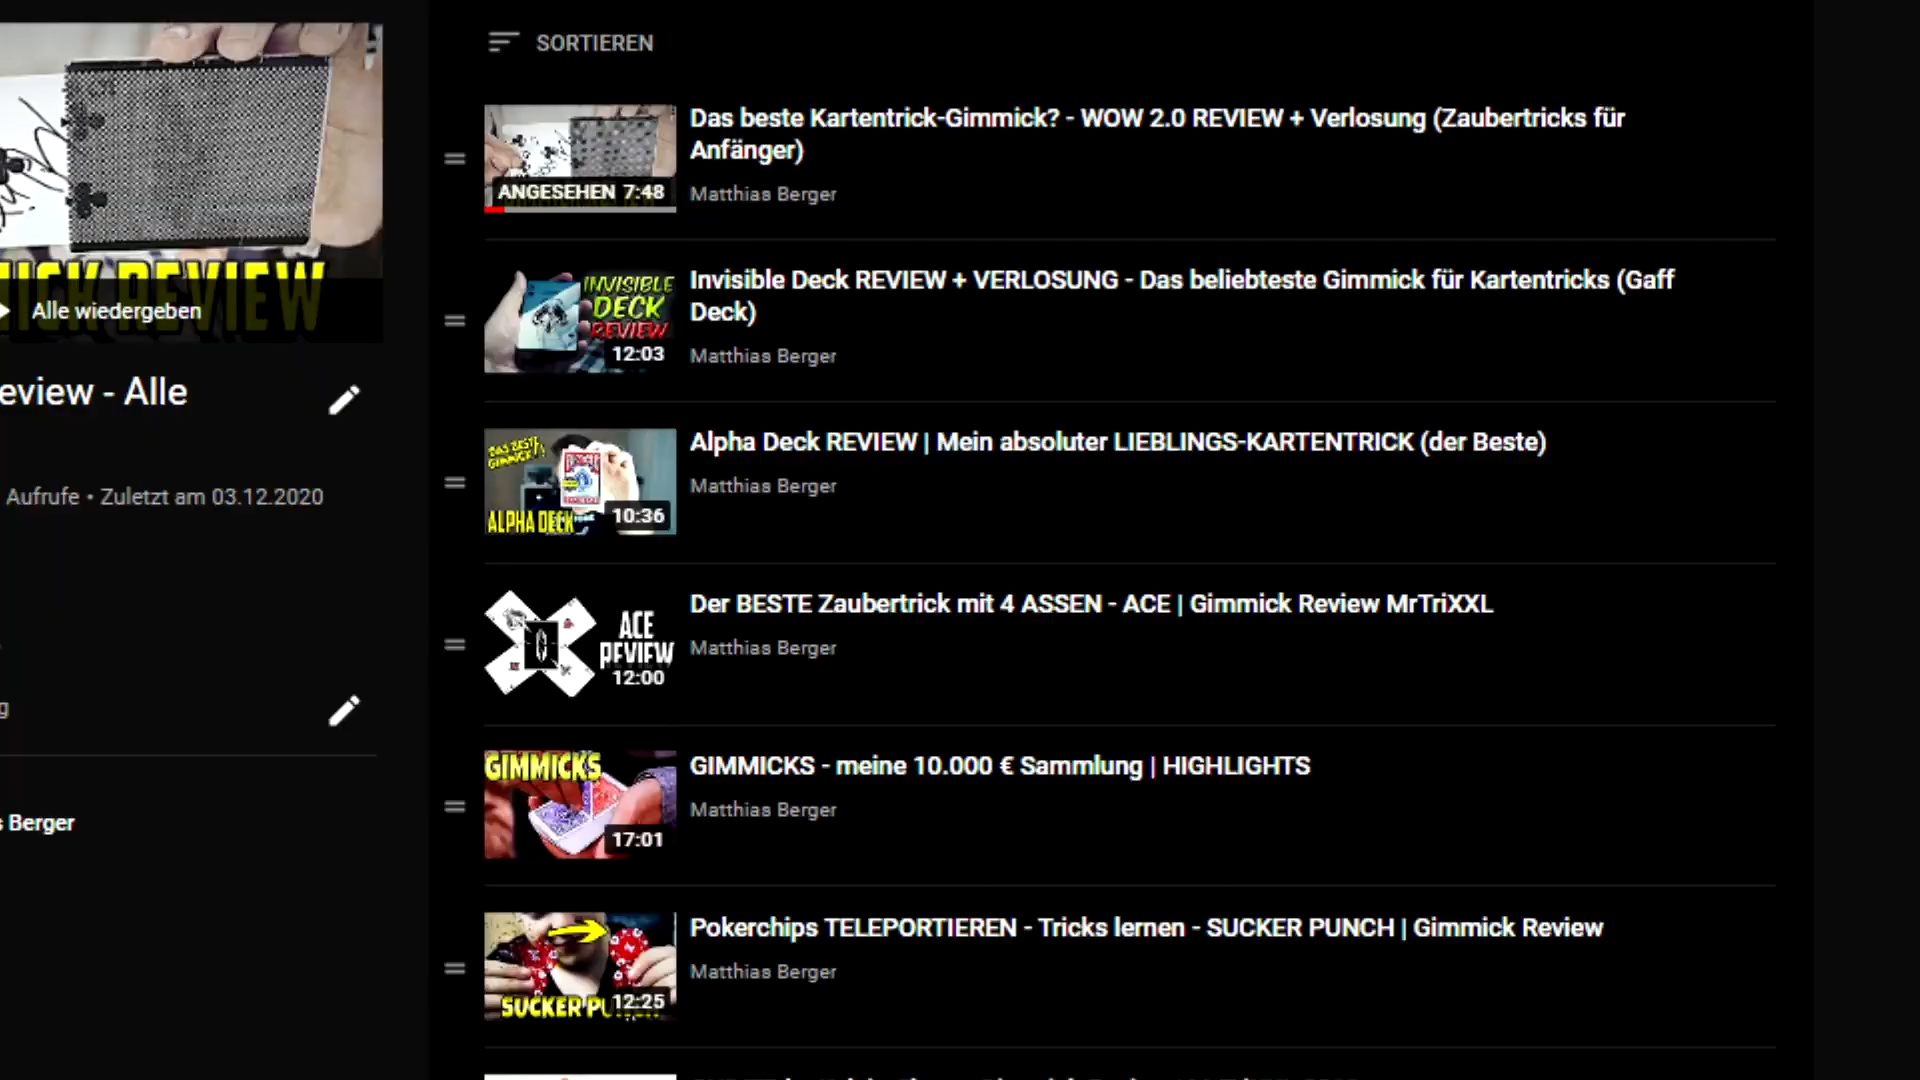 REVIEW
Alle wiedergeben
eview - Alle
Aufrufe • Zuletzt am 03.12.2020
g
s Berger
SORTIEREN
ANGESEHEN 7:48
Das beste Kartentrick-Gimmick? - WOW 2.0 REVIEW + Verlosung (Zaubertricks für
Anfänger)
Matthias Berger
INVISIBLE
DECK
REVIEW
12:03
Invisible Deck REVIEW + VERLOSUNG - Das beliebteste Gimmick für Kartentricks (Gaff
Deck)
Matthias Berger
DAS BESTE
GIMMICK?!
ALPHA DECK
10:36
Alpha Deck REVIEW | Mein absoluter LIEBLINGS-KARTENTRICK (der Beste)
Matthias Berger
ACE
REVIEW
12:00
Der BESTE Zaubertrick mit 4 ASSEN - ACE | Gimmick Review MrTriXXL
Matthias Berger
GIMMICKS
17:01
GIMMICKS - meine 10.000 € Sammlung | HIGHLIGHTS
Matthias Berger
SUCKER
12:25
Pokerchips TELEPORTIEREN - Tricks lernen - SUCKER PUNCH | Gimmick Review
Matthias Berger